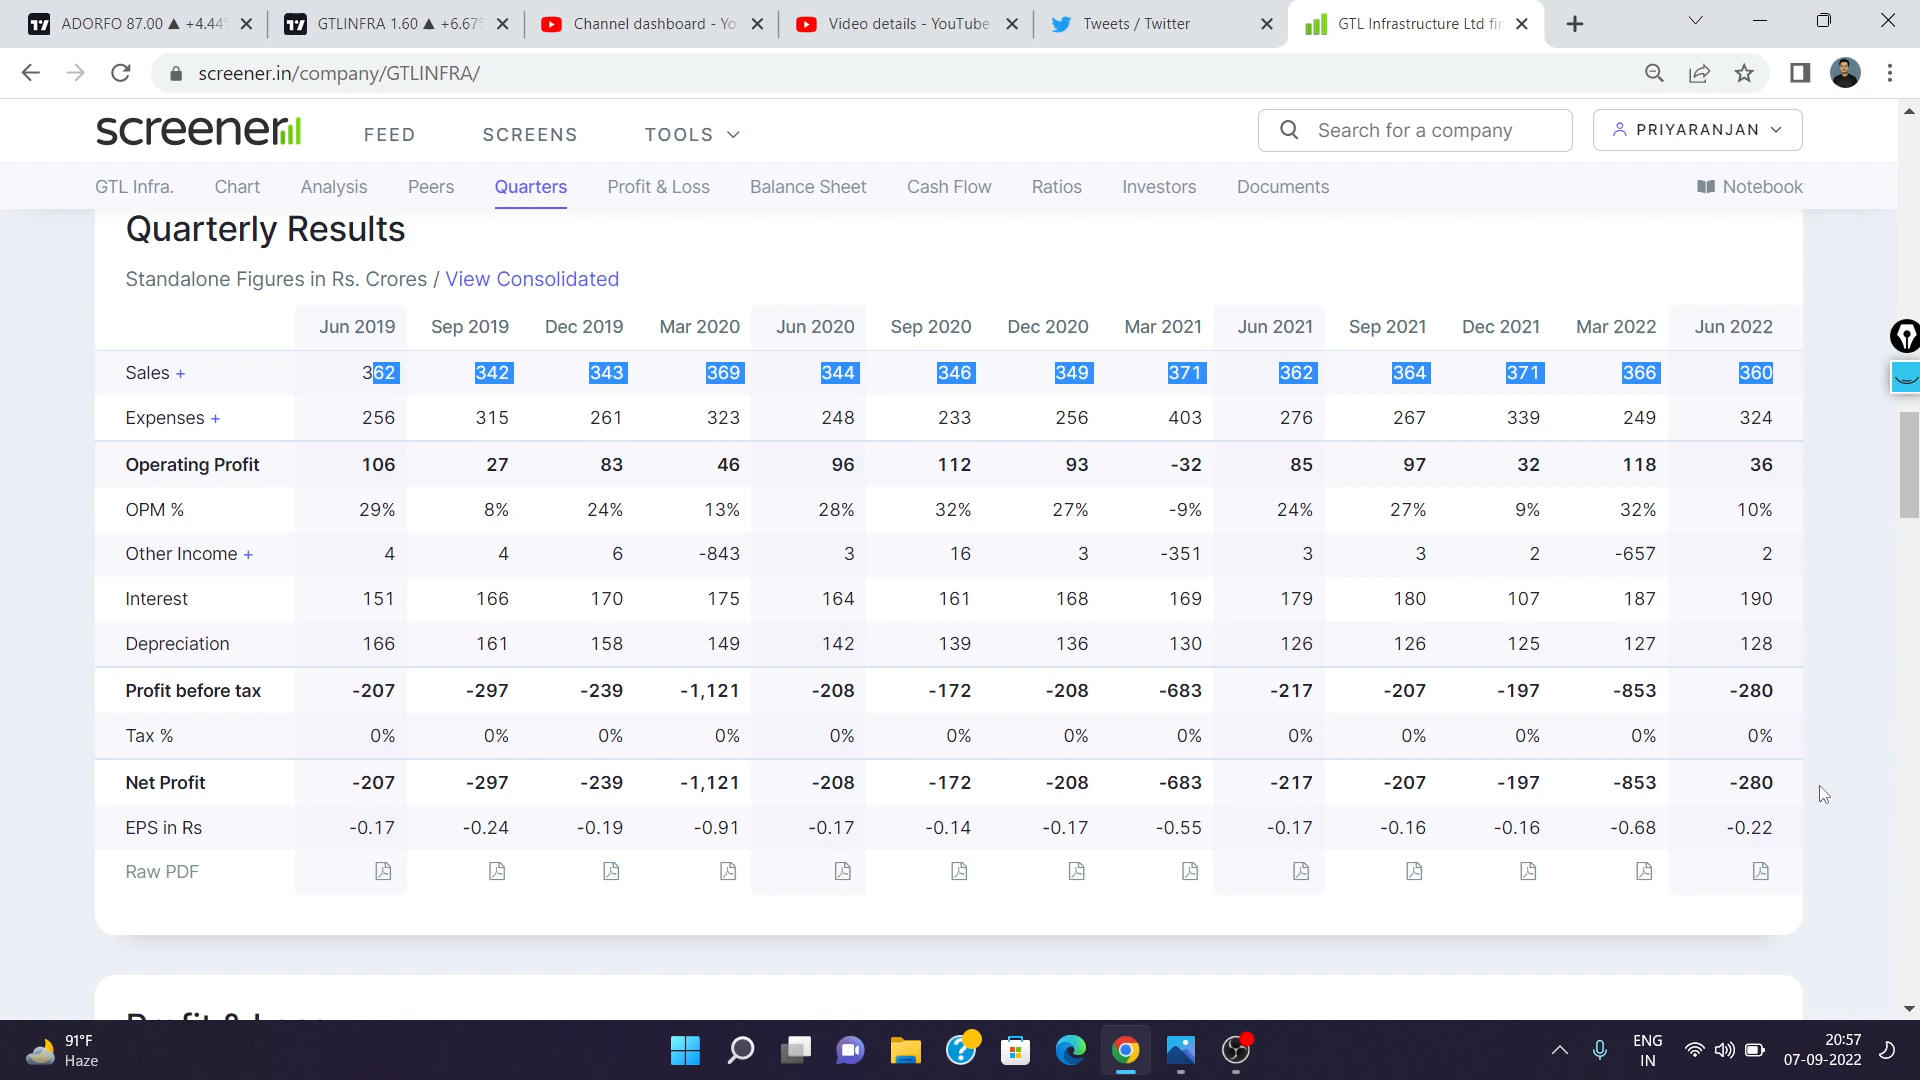 ADORFO 87.00 ▲ +4.44
GTLINFRA 1.60 ▲ +6.67
Channel dashboard - Yo
Video details - YouTube
Tweets / Twitter
GTL Infrastructure Ltd fin
screener.in/company/GTLINFRA/
screener FEED SCREENS TOOLS Search for a company PRIYARANJAN
GTL Infra. Chart Analysis Peers Quarters Profit & Loss Balance Sheet Cash Flow Ratios Investors Documents Notebook
Quarterly Results
Standalone Figures in Rs. Crores / View Consolidated
Jun 2019 Sep 2019 Dec 2019 Mar 2020 Jun 2020 Sep 2020 Dec 2020 Mar 2021 Jun 2021 Sep 2021 Dec 2021 Mar 2022 Jun 2022
Sales + 362 342 343 369 344 346 349 371 362 364 371 366 360
Expenses + 256 315 261 323 248 233 256 403 276 267 339 249 324
Operating Profit 106 27 83 46 96 112 93 -32 85 97 32 118 36
OPM % 29% 8% 24% 13% 28% 32% 27% -9% 24% 27% 9% 32% 10%
Other Income + 4 4 6 -843 3 16 3 -351 3 3 2 -657 2
Interest 151 166 170 175 164 161 168 169 179 180 107 187 190
Depreciation 166 161 158 149 142 139 136 130 126 126 125 127 128
Profit before tax -207 -297 -239 -1,121 -208 -172 -208 -683 -217 -207 -197 -853 -280
Tax % 0% 0% 0% 0% 0% 0% 0% 0% 0% 0% 0% 0% 0%
Net Profit -207 -297 -239 -1,121 -208 -172 -208 -683 -217 -207 -197 -853 -280
EPS in Rs -0.17 -0.24 -0.19 -0.91 -0.17 -0.14 -0.17 -0.55 -0.17 -0.16 -0.16 -0.68 -0.22
Raw PDF
91°F
Haze
ENG
IN
20:57
07-09-2022